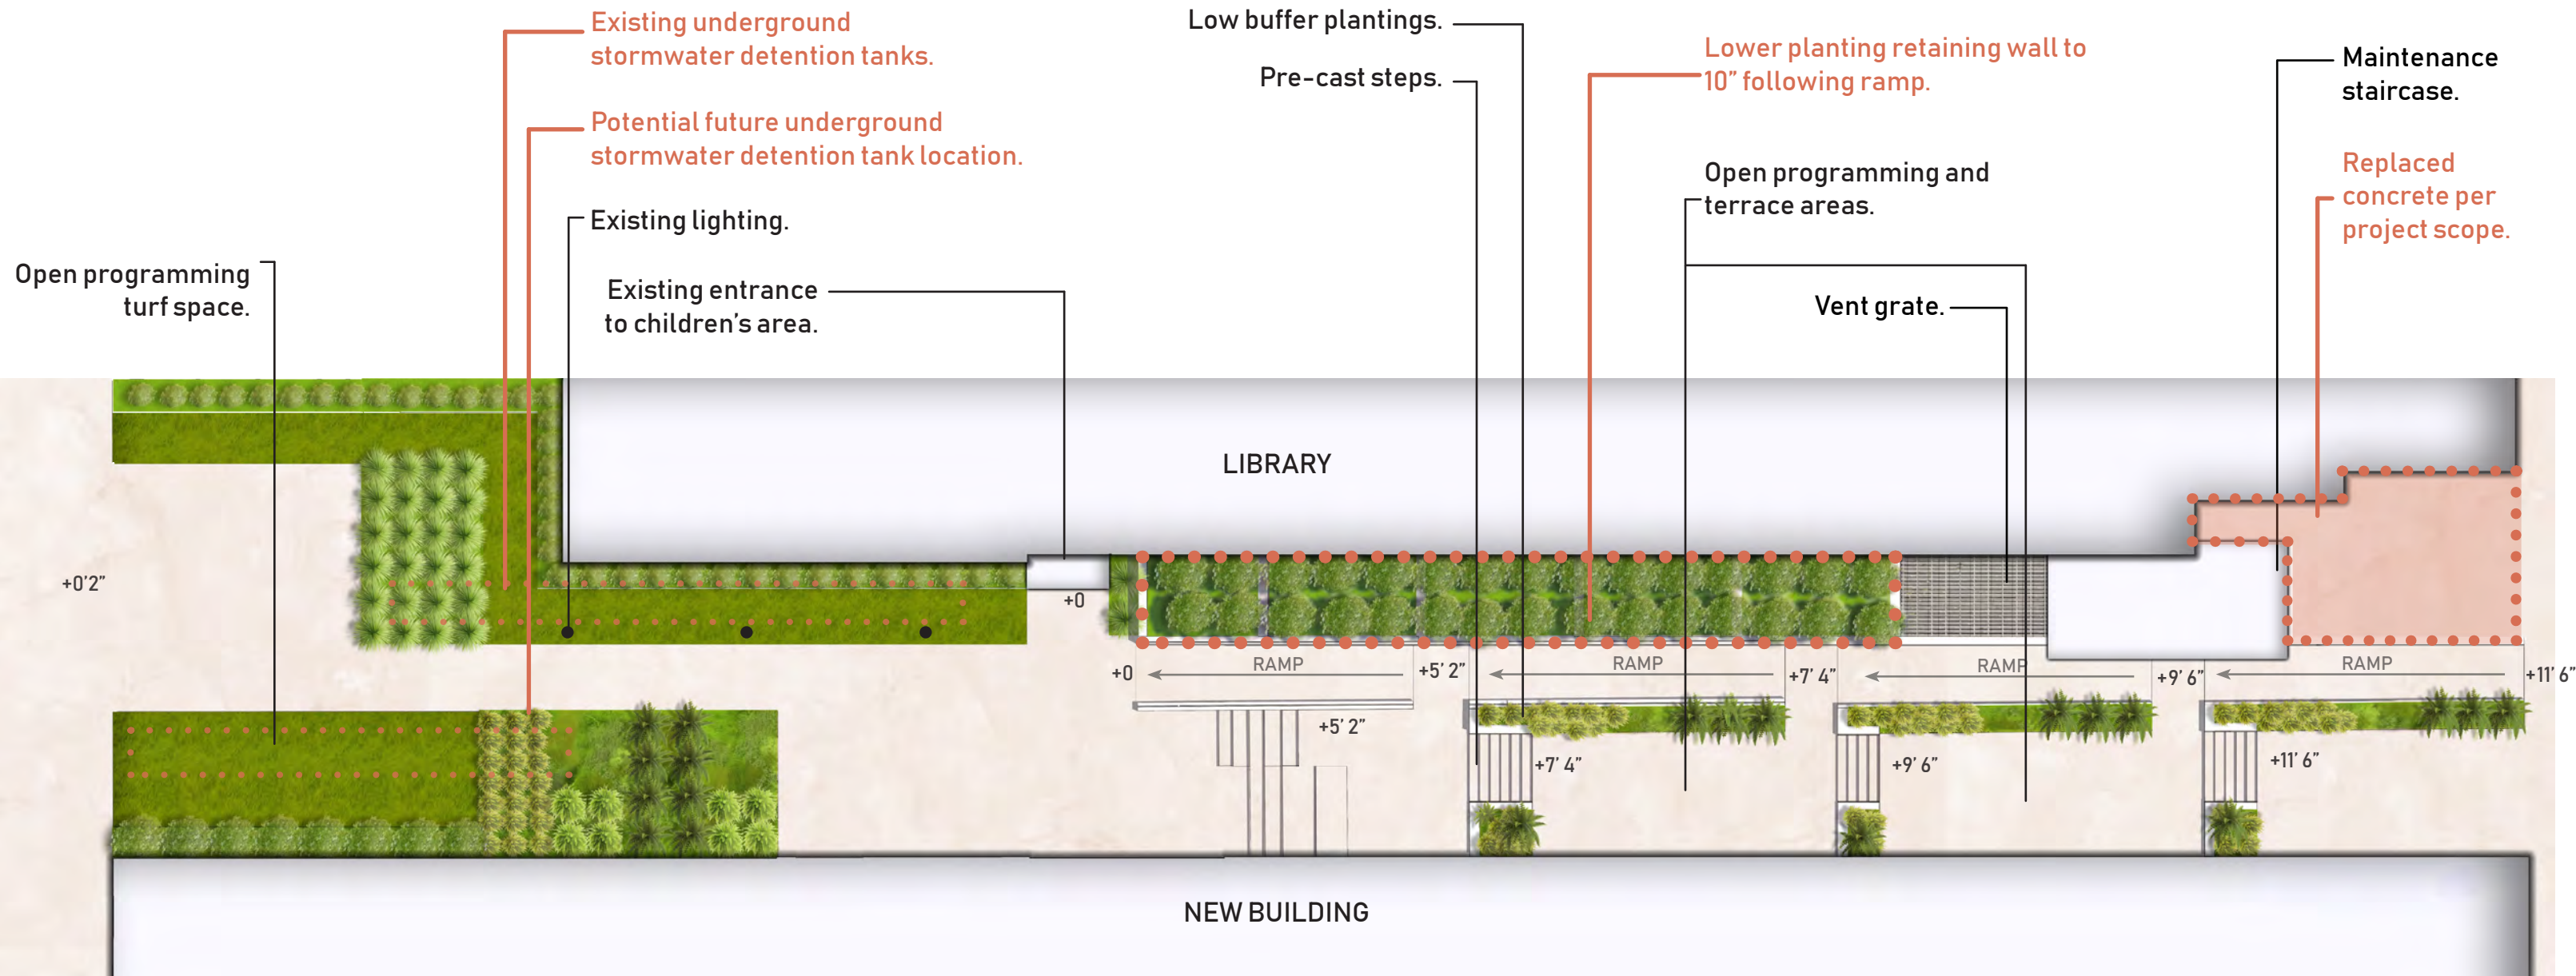 Existing underground
stormwater detention tanks.
Potential future underground
stormwater detention tank location.
Existing lighting.
Existing entrance
to children’s area.
Open programming
turf space.
Low buffer plantings.
Pre-cast steps.
Lower planting retaining wall to
10” following ramp.
Open programming and
terrace areas.
Vent grate.
Maintenance
staircase.
Replaced
concrete per
project scope.
LIBRARY
+0’2”
+0
+0
RAMP
+5’ 2”
RAMP
+7’ 4”
RAMP
+9’ 6”
RAMP
+11’ 6”
+5’ 2”
+7’ 4”
+9’ 6”
+11’ 6”
NEW BUILDING